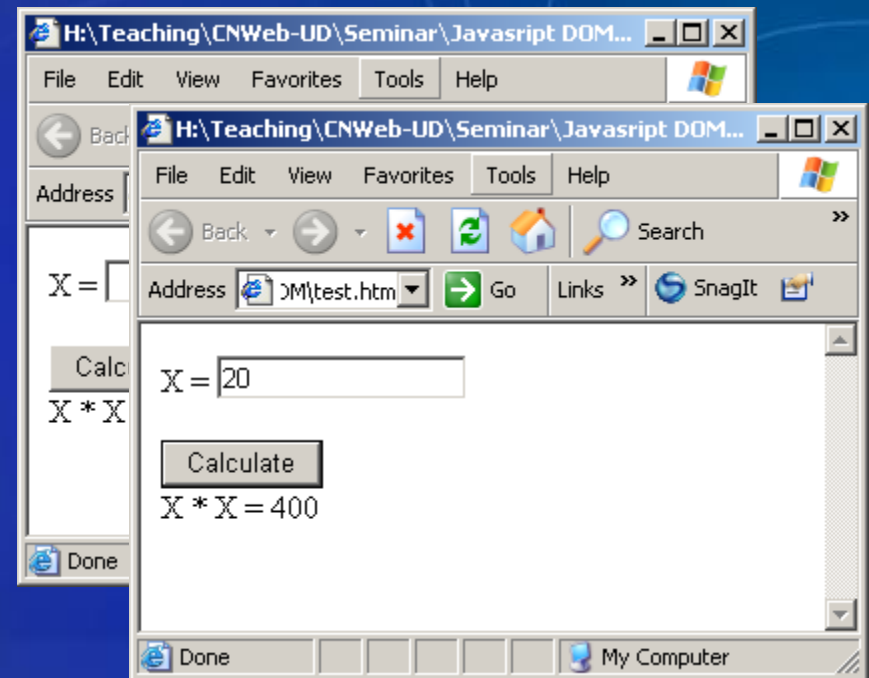 H:\Teaching\CNWeb-UD\Seminar\Javasript DOM...
File Edit View Favorites Tools Help
Back
Address
X =
X * X
Done
H:\Teaching\CNWeb-UD\Seminar\Javasript DOM...
File Edit View Favorites Tools Help
Back Search »
Address OM\test.htm Go Links » SnagIt
X = 20
Calculate
X * X = 400
Done My Computer